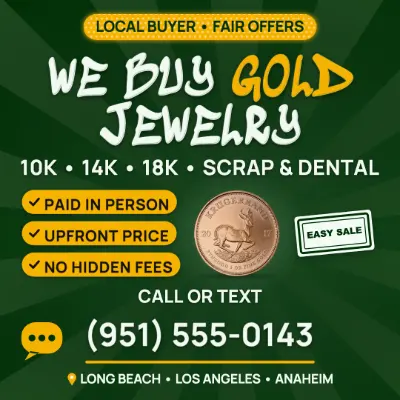 LOCAL BUYER • FAIR OFFERS
WE BUY GOLD
JEWELRY
10K • 14K • 18K • SCRAP & DENTAL
PAID IN PERSON
UPFRONT PRICE
NO HIDDEN FEES
KRUGERRAND
EASY SALE
CALL OR TEXT
(951) 555-0143
LONG BEACH • LOS ANGELES • ANAHEIM